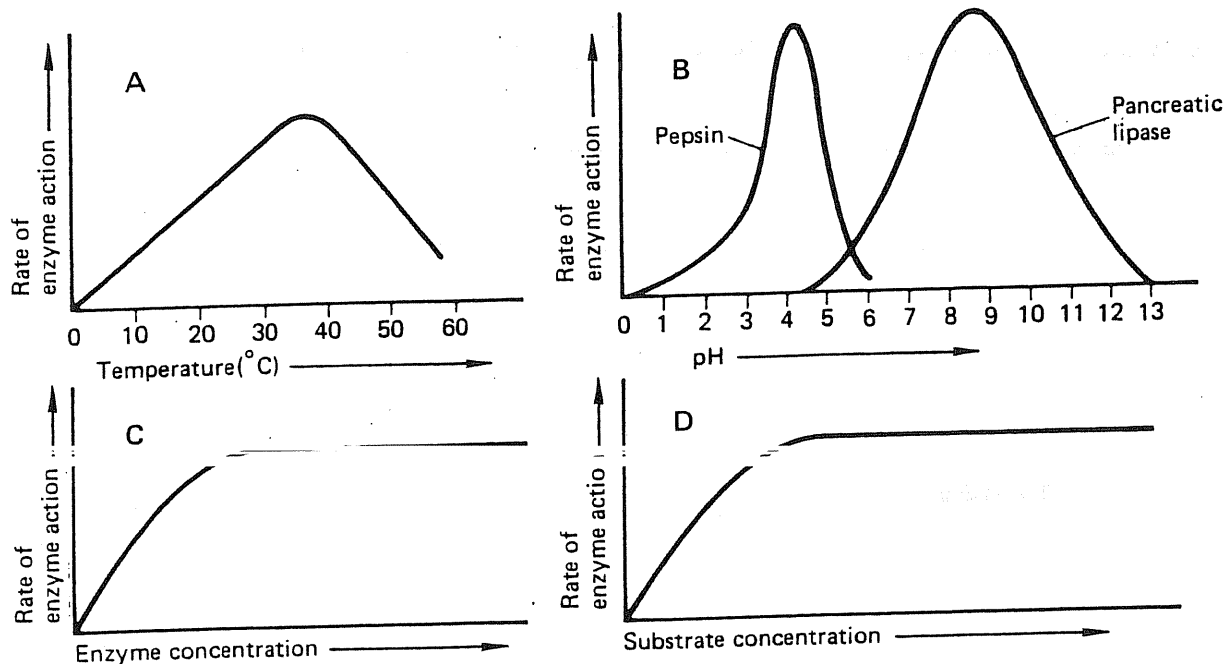 A
Rate of
enzyme action
0 10 20 30 40 50 60
Temperature(°C)
B
Rate of
enzyme action
Pepsin
Pancreatic
lipase
0 1 2 3 4 5 6 7 8 9 10 11 12 13
pH
C
Rate of
enzyme action
Enzyme concentration
D
Rate of
enzyme actio
Substrate concentration